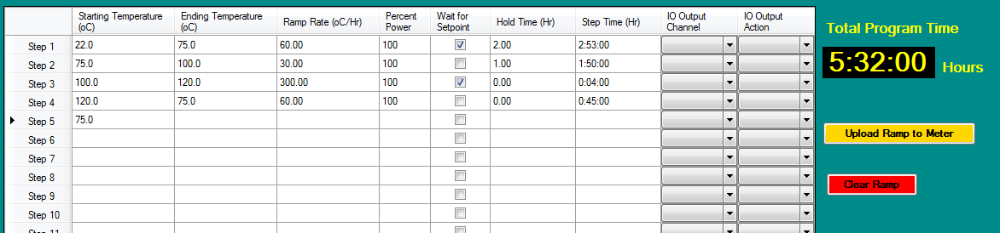 Starting Temperature (oC) Ending Temperature (oC) Ramp Rate (oC/Hr) Percent Power Wait for Setpoint Hold Time (Hr) Step Time (Hr) IO Output Channel IO Output Action
Step 1 22.0 75.0 60.00 100 2.00 2:53:00
Step 2 75.0 100.0 30.00 100 1.00 1:50:00
Step 3 100.0 120.0 300.00 100 0.00 0:04:00
Step 4 120.0 75.0 60.00 100 0.00 0:45:00
Step 5 75.0
Step 6
Step 7
Step 8
Step 9
Step 10
Total Program Time
5:32:00 Hours
Upload Ramp to Meter
Clear Ramp